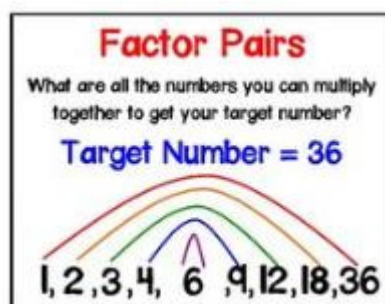 Factor Pairs
What are all the numbers you can multiply
together to get your target number?
Target Number = 36
1, 2 ,3 ,4, 6 ,9 ,12 ,18 ,36